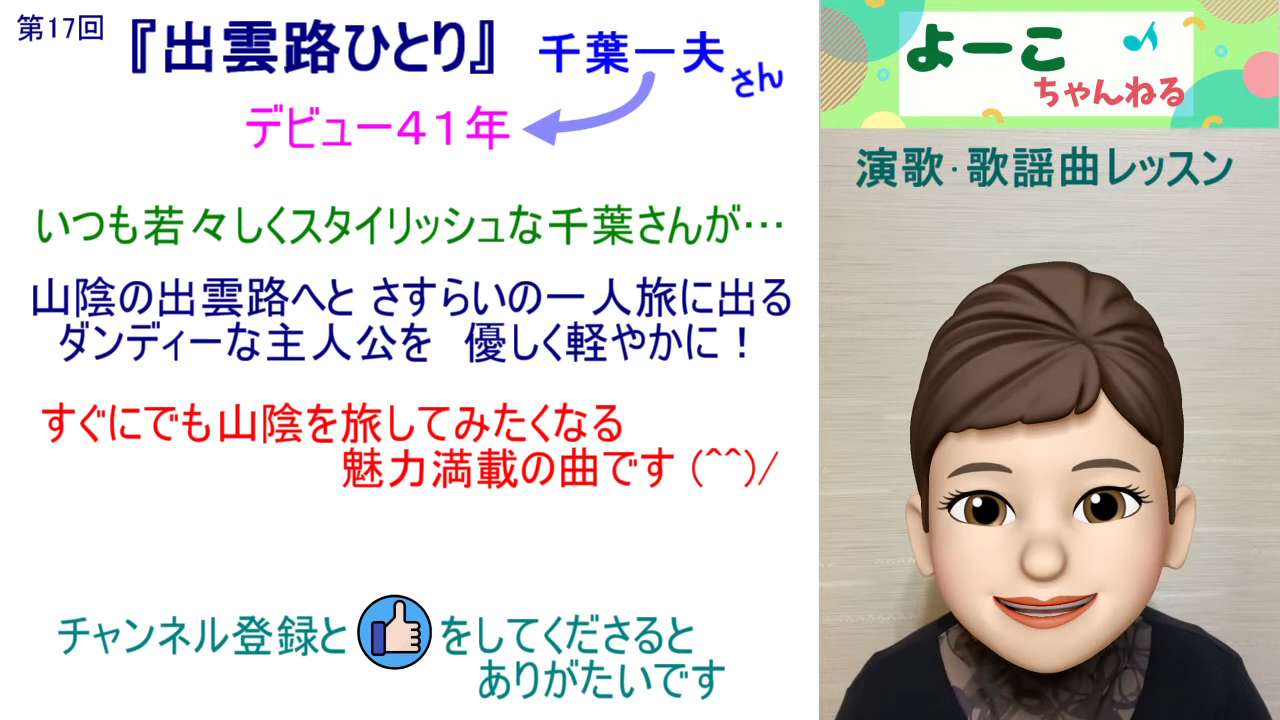 第17回 『出雲路ひとり』 千葉一夫さん
デビュー41年
いつも若々しくスタイリッシュな千葉さんが…
山陰の出雲路へと さすらいの一人旅に出る
ダンディーな主人公を 優しく軽やかに！
すぐにでも山陰を旅してみたくなる
魅力満載の曲です (^^)/
チャンネル登録と をしてくださると
ありがたいです
よーこ
ちゃんねる
演歌・歌謡曲レッスン